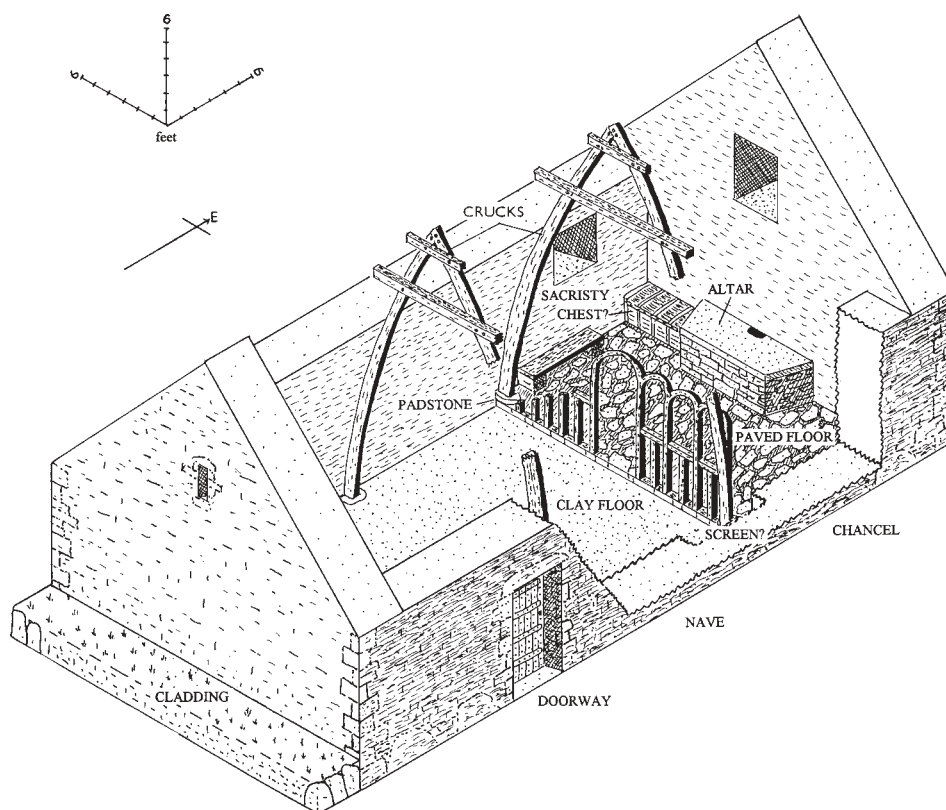 6
6
6
feet
E
CRUCKS
SACRISTY
CHEST?
ALTAR
PADSTONE
PAVED FLOOR
CLAY FLOOR
SCREEN?
CHANCEL
NAVE
CLADDING
DOORWAY